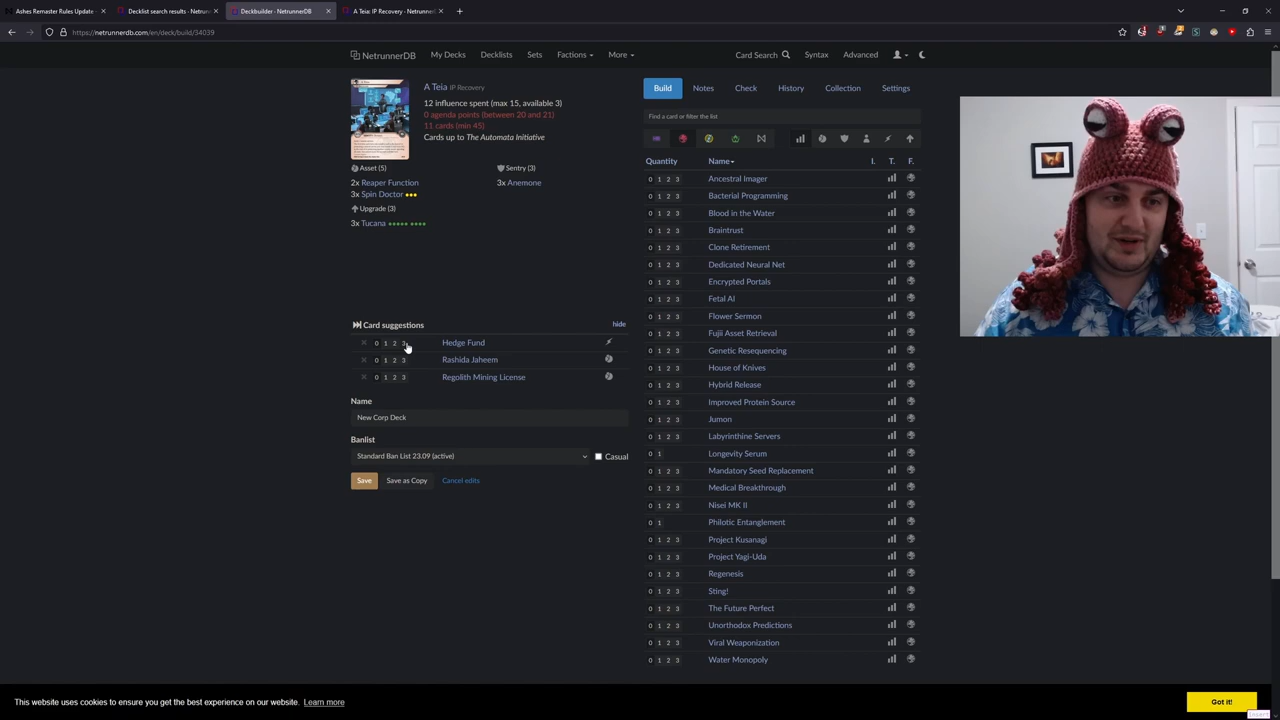 Ashes Remaster Rules Update
Decklist search results - Netrunn
Deckbuilder - NetrunnerDB
A Teia: IP Recovery - Netrunner
https://netrunnerdb.com/en/deck/build/34039
NetrunnerDB
My Decks
Decklists
Sets
Factions
More
Card Search
Syntax
Advanced
A Teia IP Recovery
12 influence spent (max 15, available 3)
0 agenda points (between 20 and 21)
11 cards (min 45)
Cards up to The Automata Initiative
Asset (5)
2x Reaper Function
3x Spin Doctor
Upgrade (3)
3x Tucana
Sentry (3)
3x Anemone
Card suggestions
hide
0 1 2 3 Hedge Fund
0 1 2 3 Rashida Jaheem
0 1 2 3 Regolith Mining License
Name
New Corp Deck
Banlist
Standard Ban List 23.09 (active)
Casual
Save
Save as Copy
Cancel edits
Build
Notes
Check
History
Collection
Settings
Find a card or filter the list
Quantity Name I. T. F.
0 1 2 3 Ancestral Imager
0 1 2 3 Bacterial Programming
0 1 2 3 Blood in the Water
0 1 2 3 Braintrust
0 1 2 3 Clone Retirement
0 1 2 3 Dedicated Neural Net
0 1 2 3 Encrypted Portals
0 1 2 3 Fetal AI
0 1 2 3 Flower Sermon
0 1 2 3 Fujii Asset Retrieval
0 1 2 3 Genetic Resequencing
0 1 2 3 House of Knives
0 1 2 3 Hybrid Release
0 1 2 3 Improved Protein Source
0 1 2 3 Jumon
0 1 2 3 Labyrinthine Servers
0 1 Longevity Serum
0 1 2 3 Mandatory Seed Replacement
0 1 2 3 Medical Breakthrough
0 1 2 3 Nisei MK II
0 1 Philotic Entanglement
0 1 2 3 Project Kusanagi
0 1 2 3 Project Yagi-Uda
0 1 2 3 Regenesis
0 1 2 3 Sting!
0 1 2 3 The Future Perfect
0 1 2 3 Unorthodox Predictions
0 1 2 3 Viral Weaponization
0 1 2 3 Water Monopoly
This website uses cookies to ensure you get the best experience on our website. Learn more
Got it!